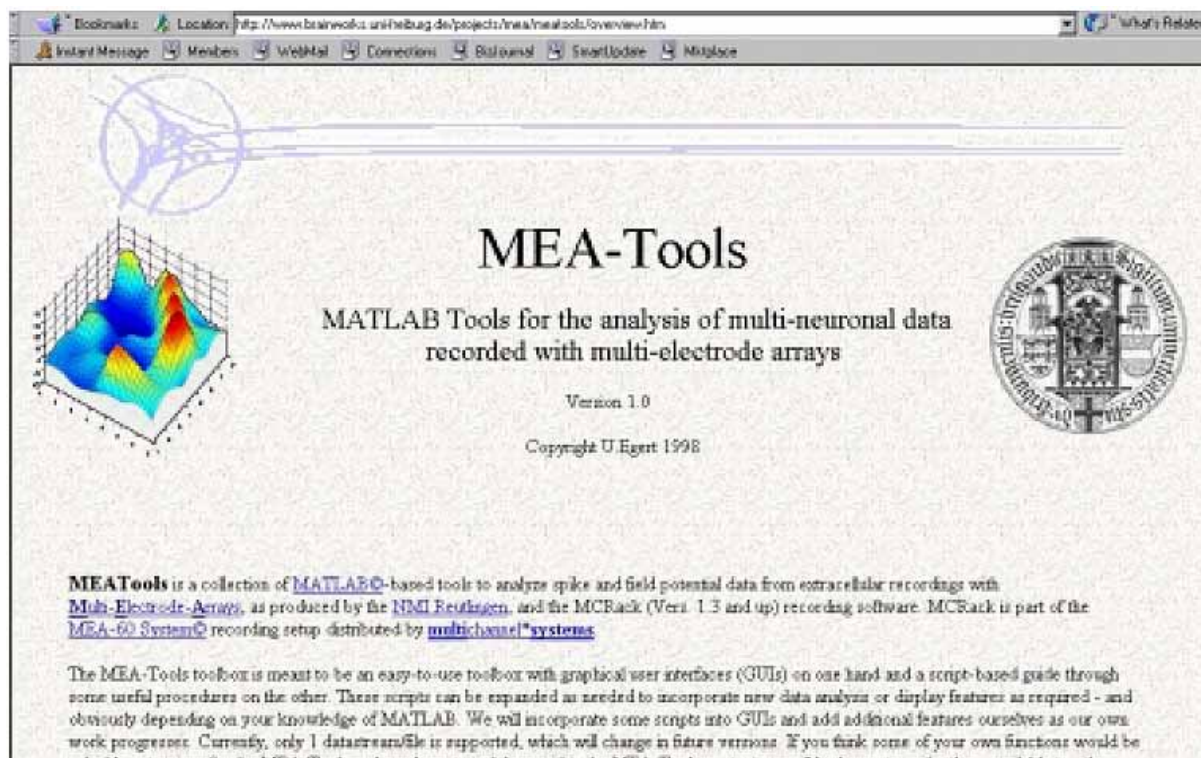 Bookmarks Location: http://www.brainworks.uni-freiburg.de/projects/mea/meatools/overview.htm What's Relate
Instant Message Members WebMail Connections BizJournal SmartUpdate Mktplace
MEA-Tools
MATLAB Tools for the analysis of multi-neuronal data
recorded with multi-electrode arrays
Version 1.0
Copyright U.Egert 1998
MEATools is a collection of MATLAB©-based tools to analyze spike and field potential data from extracellular recordings with
Multi-Electrode-Arrays, as produced by the NMI Reutlingen, and the MCRack (Vers. 1.3 and up) recording software. MCRack is part of the
MEA-60 System© recording setup distributed by multichannel*systems
The MEA-Tools toolbox is meant to be an easy-to-use toolbox with graphical user interfaces (GUIs) on one hand and a script-based guide through
some useful procedures on the other. These scripts can be expanded as needed to incorporate new data analysis or display features as required - and
obviously depending on your knowledge of MATLAB. We will incorporate some scripts into GUIs and add additional features ourselves as our own
work progresses. Currently, only 1 datastream/file is supported, which will change in future versions. If you think some of your own functions would be